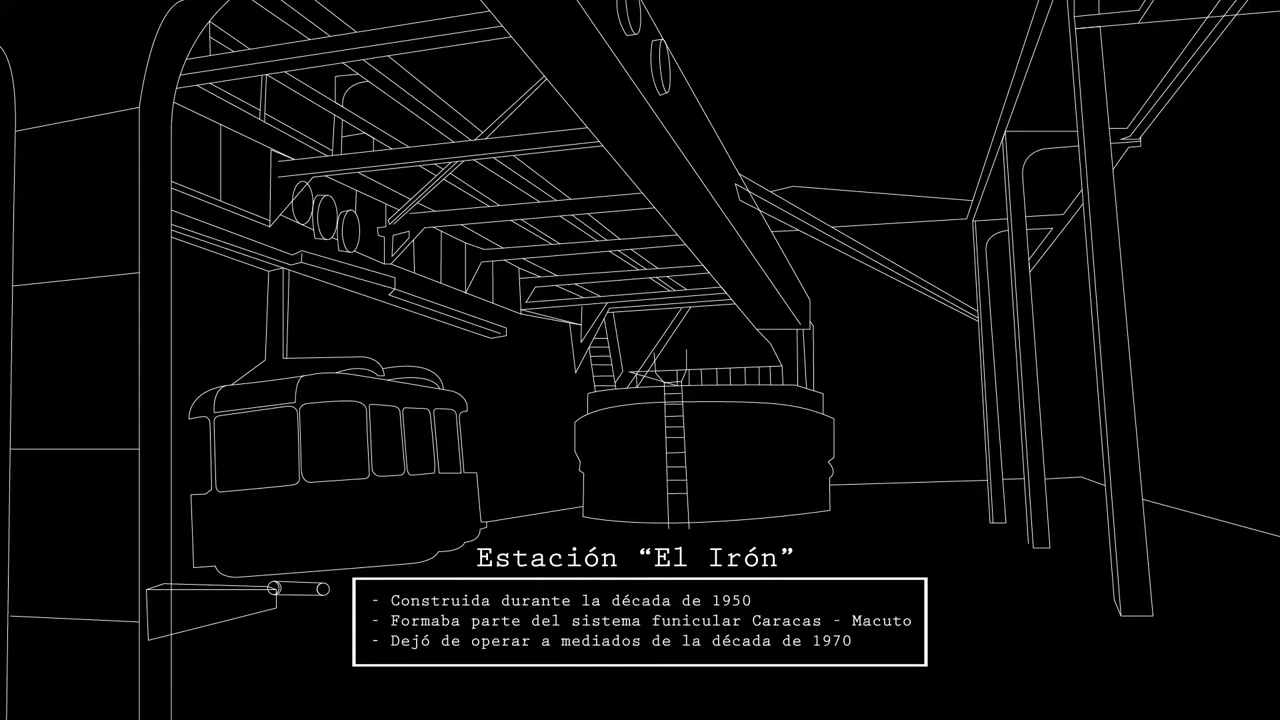 Estación “El Irón”
- Construida durante la década de 1950
- Formaba parte del sistema funicular Caracas - Macuto
- Dejó de operar a mediados de la década de 1970